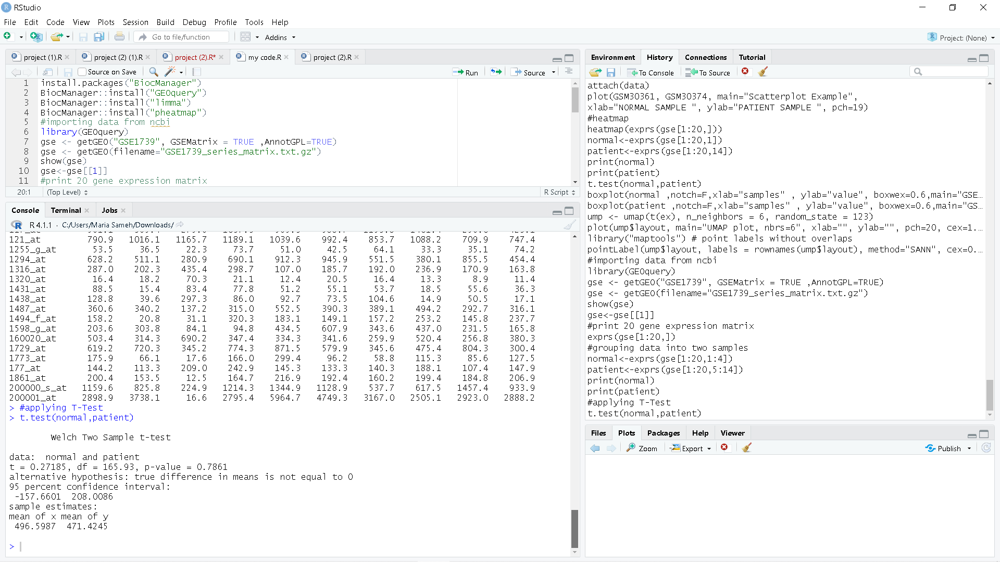 RStudio
File Edit Code View Plots Session Build Debug Profile Tools Help
Go to file/function Addins Project: (None)
project (1).R project (2) (1).R project (2).R* my code.R project (2).R
Source on Save Run Source
1 install.packages("BiocManager")
2 BiocManager::install("GEOquery")
3 BiocManager::install("limma")
4 BiocManager::install("pheatmap")
5 #importing data from ncbi
6 library(GEOquery)
7 gse <- getGEO("GSE1739", GSEMatrix = TRUE ,AnnotGPL=TRUE)
8 gse <- getGEO(filename="GSE1739_series_matrix.txt.gz")
9 show(gse)
10 gse<-gse[[1]]
11 #print 20 gene expression matrix
20:1 (Top Level) R Script
Console Terminal Jobs
R 4.1.1 · C:/Users/Maria Sameh/Downloads/
121_at 790.9 1016.1 1165.7 1189.1 1039.6 992.4 853.7 1088.2 709.9 747.4
1255_g_at 53.5 36.5 22.3 73.7 51.0 42.5 64.1 33.3 35.1 74.2
1294_at 628.2 511.1 280.9 690.1 912.3 945.9 551.5 380.1 855.5 454.4
1316_at 287.0 202.3 435.4 298.7 107.0 185.7 192.0 236.9 170.9 163.8
1320_at 16.4 18.2 70.3 21.1 12.4 20.5 16.4 13.3 8.9 11.4
1431_at 88.5 15.4 83.4 77.8 51.2 55.1 53.7 18.5 55.6 36.3
1438_at 128.8 39.6 297.3 86.0 92.7 73.5 104.6 14.9 50.5 17.1
1487_at 360.6 340.2 137.2 315.0 552.5 390.3 389.1 494.2 292.7 316.1
1494_f_at 158.2 20.8 31.1 320.3 183.1 149.1 157.2 253.2 145.8 237.7
1598_g_at 203.6 303.8 84.1 94.8 434.5 607.9 343.6 437.0 231.5 165.8
160020_at 503.4 314.3 690.2 347.4 334.3 341.6 259.9 520.4 256.8 380.3
1729_at 619.2 720.3 345.2 774.3 871.5 579.9 345.6 475.4 804.3 300.4
1773_at 175.9 66.1 17.6 166.0 299.4 96.2 58.8 115.3 85.6 127.5
177_at 144.2 113.3 209.0 242.9 145.3 133.3 140.3 188.1 107.4 147.9
1861_at 200.4 153.5 12.5 164.7 216.9 192.4 160.2 199.4 184.8 206.9
200000_s_at 1159.6 825.8 224.9 1214.3 1344.9 1128.9 537.7 617.5 1457.4 933.9
200001_at 2898.9 3738.1 16.6 2795.4 5964.7 4749.3 3167.0 2505.1 2923.0 2888.2
> #applying T-Test
> t.test(normal,patient)
Welch Two Sample t-test
data: normal and patient
t = 0.27185, df = 165.93, p-value = 0.7861
alternative hypothesis: true difference in means is not equal to 0
95 percent confidence interval:
-157.6601 208.0086
sample estimates:
mean of x mean of y
496.5987 471.4245
>
Environment History Connections Tutorial
To Console To Source
attach(data)
plot(GSM30361, GSM30374, main="Scatterplot Example",
xlab="NORMAL SAMPLE ", ylab="PATIENT SAMPLE ", pch=19)
#heatmap
heatmap(exprs(gse[1:20,]))
normal<-exprs(gse[1:20,1])
patient<-exprs(gse[1:20,14])
print(normal)
print(patient)
t.test(normal,patient)
boxplot(normal ,notch=F,xlab="samples" , ylab="value", boxwex=0.6,main="GSE...
boxplot(patient ,notch=F,xlab="samples" , ylab="value", boxwex=0.6,main="GS...
ump <- umap(t(ex), n_neighbors = 6, random_state = 123)
plot(ump$layout, main="UMAP plot, nbrs=6", xlab="", ylab="", pch=20, cex=1....
library("maptools") # point labels without overlaps
pointLabel(ump$layout, labels = rownames(ump$layout), method="SANN", cex=0....
#importing data from ncbi
library(GEOquery)
gse <- getGEO("GSE1739", GSEMatrix = TRUE ,AnnotGPL=TRUE)
gse <- getGEO(filename="GSE1739_series_matrix.txt.gz")
show(gse)
gse<-gse[[1]]
#print 20 gene expression matrix
exprs(gse[1:20,])
#grouping data into two samples
normal<-exprs(gse[1:20,1:4])
patient<-exprs(gse[1:20,5:14])
print(normal)
print(patient)
#applying T-Test
t.test(normal,patient)
Files Plots Packages Help Viewer
Zoom Export Publish